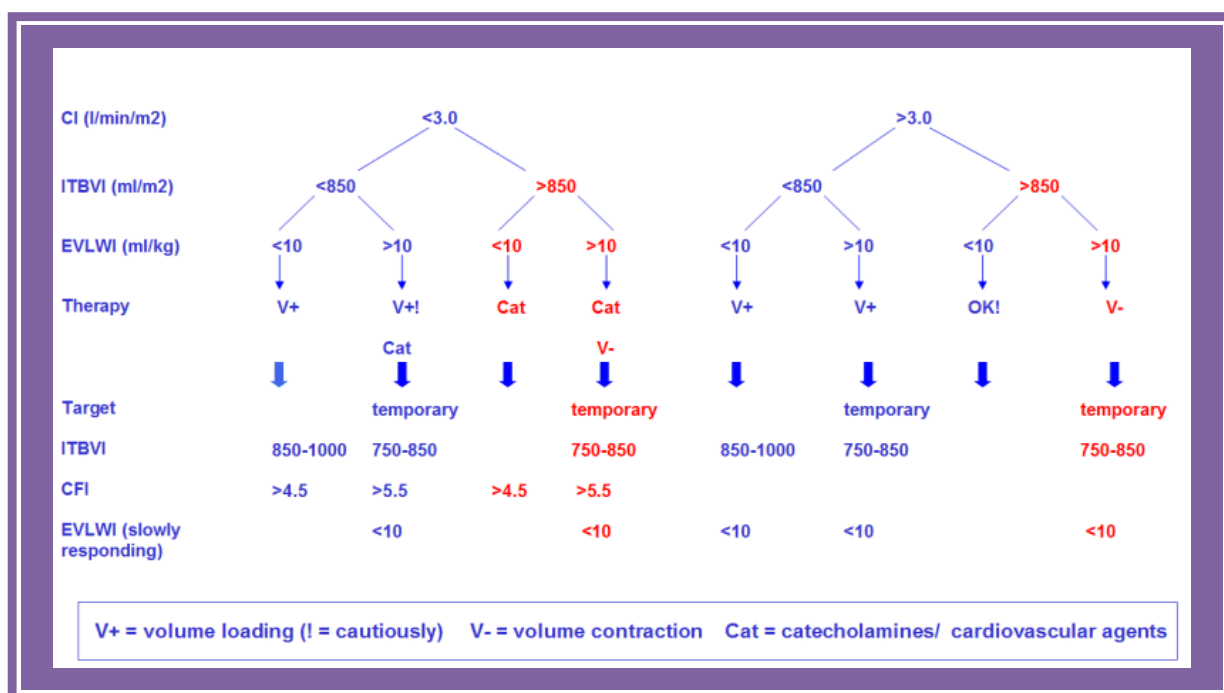 CI (l/min/m2) <3.0 >3.0
ITBVI (ml/m2) <850 >850 <850 >850
EVLWI (ml/kg) <10 >10 <10 >10 <10 >10 <10 >10
Therapy V+ V+! Cat Cat V+ V+ OK! V-
Cat V-
Target temporary temporary temporary temporary
ITBVI 850-1000 750-850 750-850 850-1000 750-850 750-850
CFI >4.5 >5.5 >4.5 >5.5
EVLWI (slowly <10 <10 <10 <10 <10
responding)
V+ = volume loading (! = cautiously) V- = volume contraction Cat = catecholamines/ cardiovascular agents